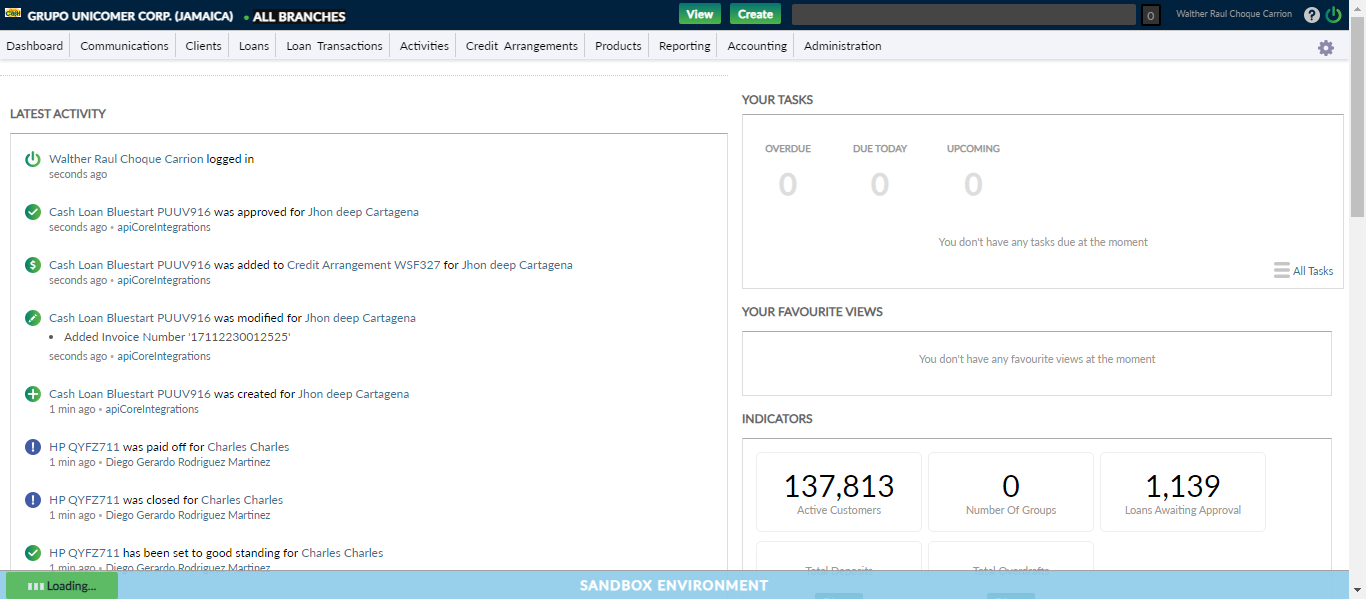 CASH
GRUPO UNICOMER CORP. (JAMAICA) • ALL BRANCHES
View
Create
0
Walther Raul Choque Carrion
?
Dashboard
Communications
Clients
Loans
Loan Transactions
Activities
Credit Arrangements
Products
Reporting
Accounting
Administration
LATEST ACTIVITY
Walther Raul Choque Carrion logged in
seconds ago
Cash Loan Bluestart PUUV916 was approved for Jhon deep Cartagena
seconds ago • apiCoreIntegrations
Cash Loan Bluestart PUUV916 was added to Credit Arrangement WSF327 for Jhon deep Cartagena
seconds ago • apiCoreIntegrations
Cash Loan Bluestart PUUV916 was modified for Jhon deep Cartagena
• Added Invoice Number '17112230012525'
seconds ago • apiCoreIntegrations
Cash Loan Bluestart PUUV916 was created for Jhon deep Cartagena
1 min ago • apiCoreIntegrations
HP QYFZ711 was paid off for Charles Charles
1 min ago • Diego Gerardo Rodriguez Martinez
HP QYFZ711 was closed for Charles Charles
1 min ago • Diego Gerardo Rodriguez Martinez
HP QYFZ711 has been set to good standing for Charles Charles
1 min ago • Diego Gerardo Rodriguez Martinez
YOUR TASKS
OVERDUE
DUE TODAY
UPCOMING
0
0
0
You don't have any tasks due at the moment
All Tasks
YOUR FAVOURITE VIEWS
You don't have any favourite views at the moment
INDICATORS
137,813
Active Customers
0
Number Of Groups
1,139
Loans Awaiting Approval
Total Deposits
Total Overdrafts
Loading...
SANDBOX ENVIRONMENT